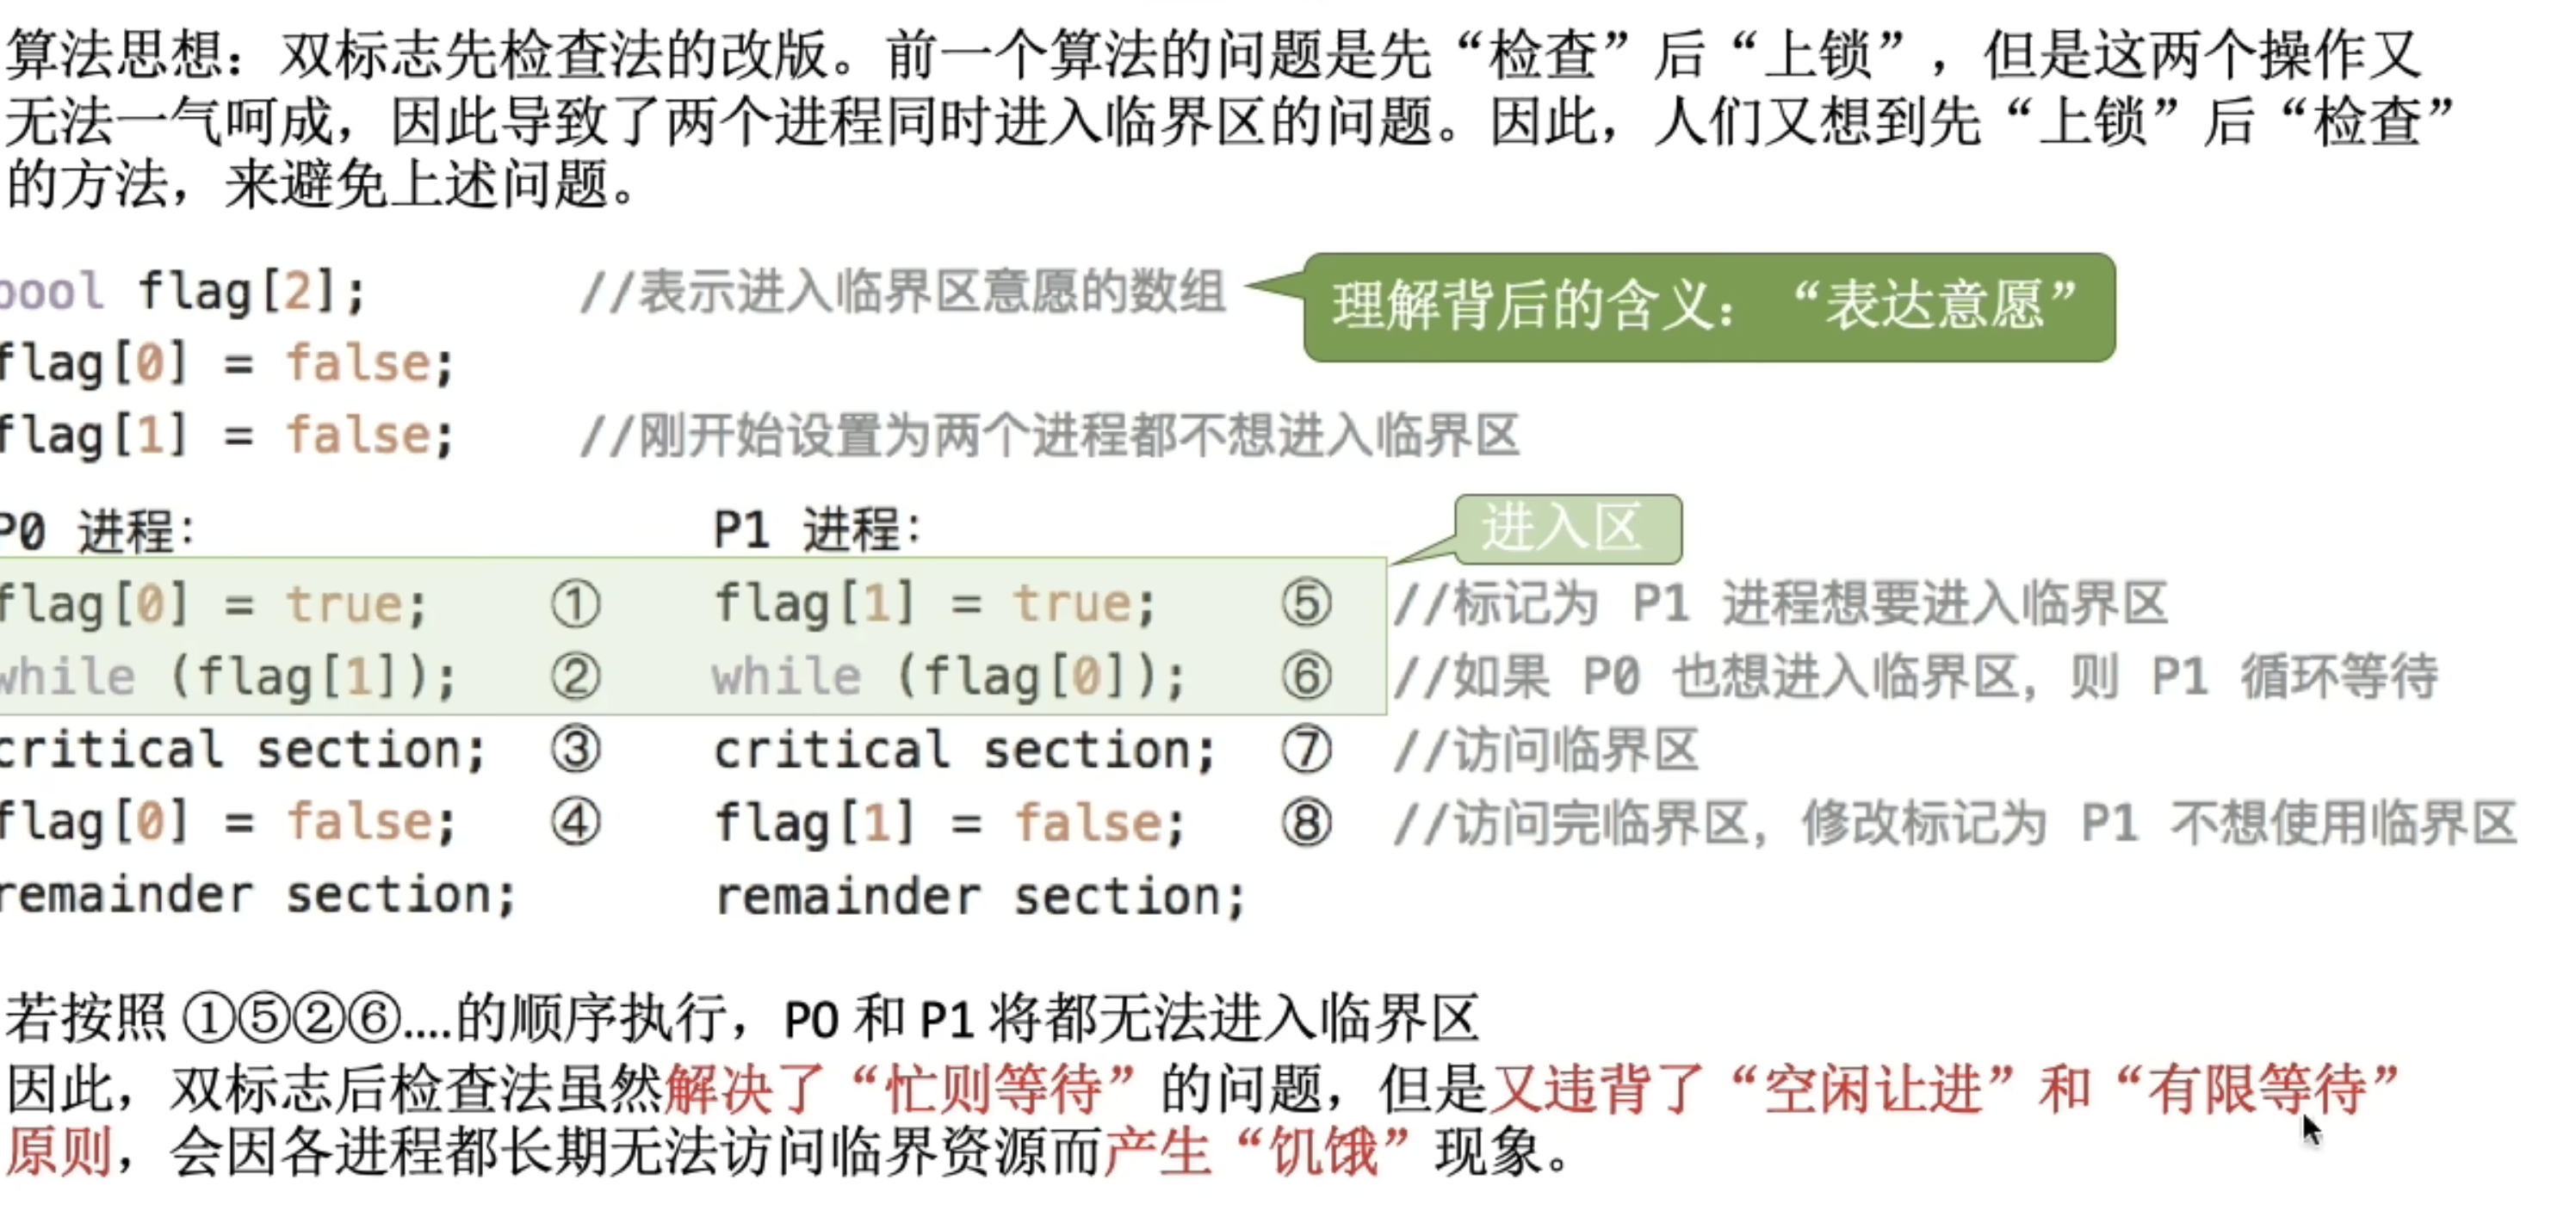 算法思想：双标志先检查法的改版。前一个算法的问题是先“检查”后“上锁”，但是这两个操作又
无法一气呵成，因此导致了两个进程同时进入临界区的问题。因此，人们又想到先“上锁”后“检查”
的方法，来避免上述问题。
bool flag[2]; //表示进入临界区意愿的数组
理解背后的含义：“表达意愿”
flag[0] = false;
flag[1] = false; //刚开始设置为两个进程都不想进入临界区
P0 进程： P1 进程：
进入区
flag[0] = true; ① flag[1] = true; ⑤ //标记为 P1 进程想要进入临界区
while (flag[1]); ② while (flag[0]); ⑥ //如果 P0 也想进入临界区，则 P1 循环等待
critical section; ③ critical section; ⑦ //访问临界区
flag[0] = false; ④ flag[1] = false; ⑧ //访问完临界区，修改标记为 P1 不想使用临界区
remainder section; remainder section;
若按照 ①⑤②⑥....的顺序执行，P0 和 P1 将都无法进入临界区
因此，双标志后检查法虽然解决了“忙则等待”的问题，但是又违背了“空闲让进”和“有限等待”
原则，会因各进程都长期无法访问临界资源而产生“饥饿”现象。